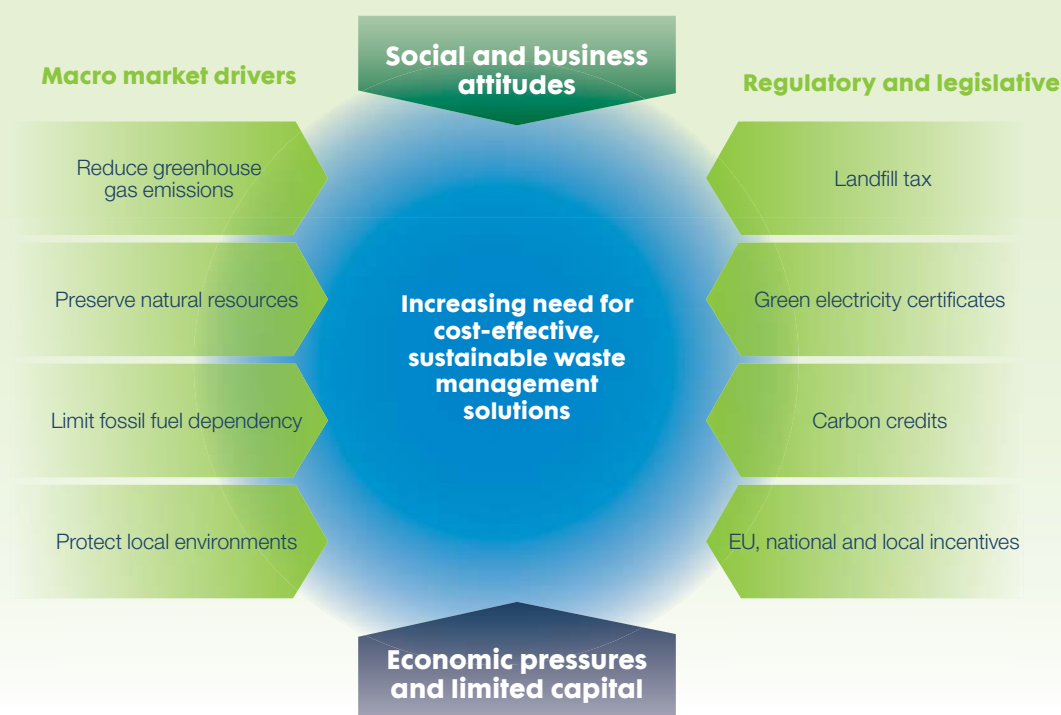 Social and business
attitudes
Macro market drivers
Regulatory and legislative
Reduce greenhouse
gas emissions
Preserve natural resources
Limit fossil fuel dependency
Protect local environments
Increasing need for
cost-effective,
sustainable waste
management
solutions
Landfill tax
Green electricity certificates
Carbon credits
EU, national and local incentives
Economic pressures
and limited capital